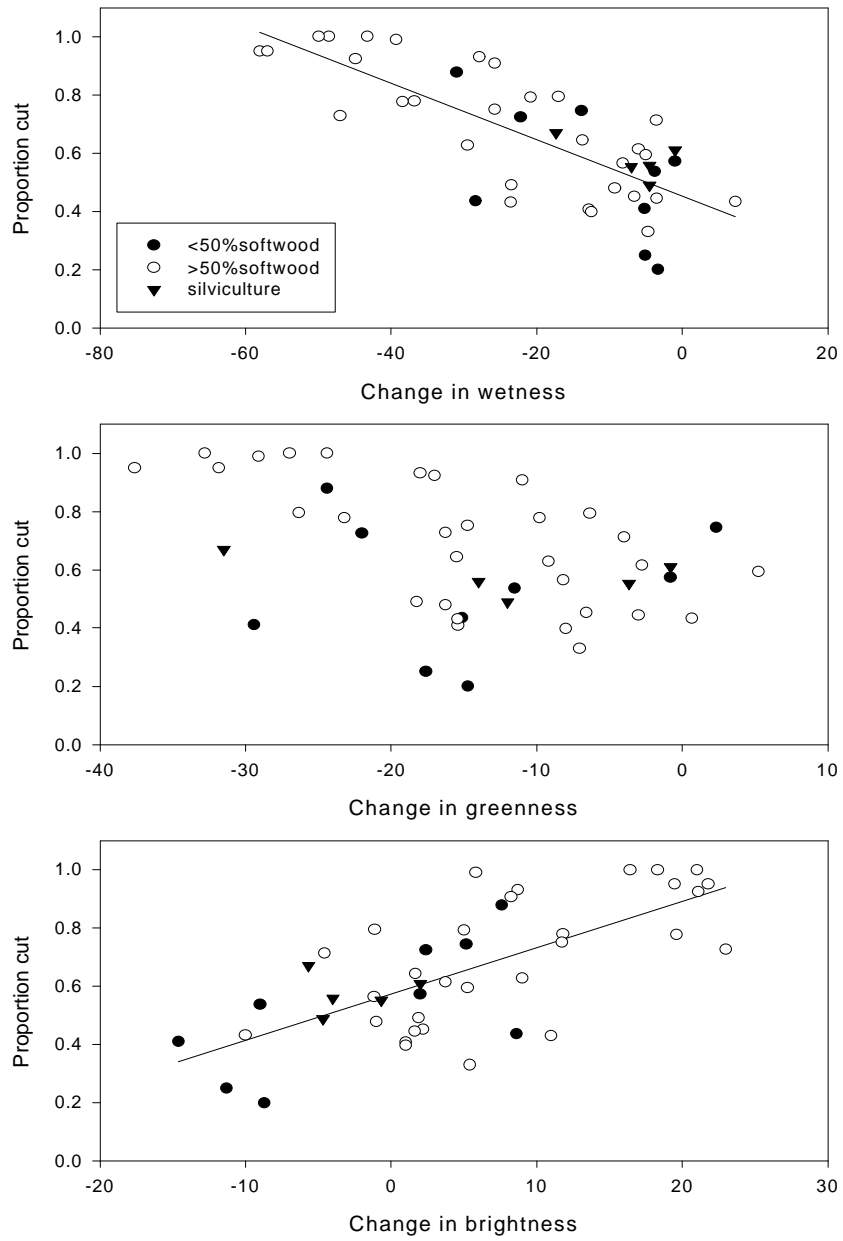 Proportion cut
1.0
0.8
0.6
0.4
0.2
0.0
<50%softwood
>50%softwood
silviculture
-80 -60 -40 -20 0 20
Change in wetness
Proportion cut
1.0
0.8
0.6
0.4
0.2
0.0
-40 -30 -20 -10 0 10
Change in greenness
Proportion cut
1.0
0.8
0.6
0.4
0.2
0.0
-20 -10 0 10 20 30
Change in brightness